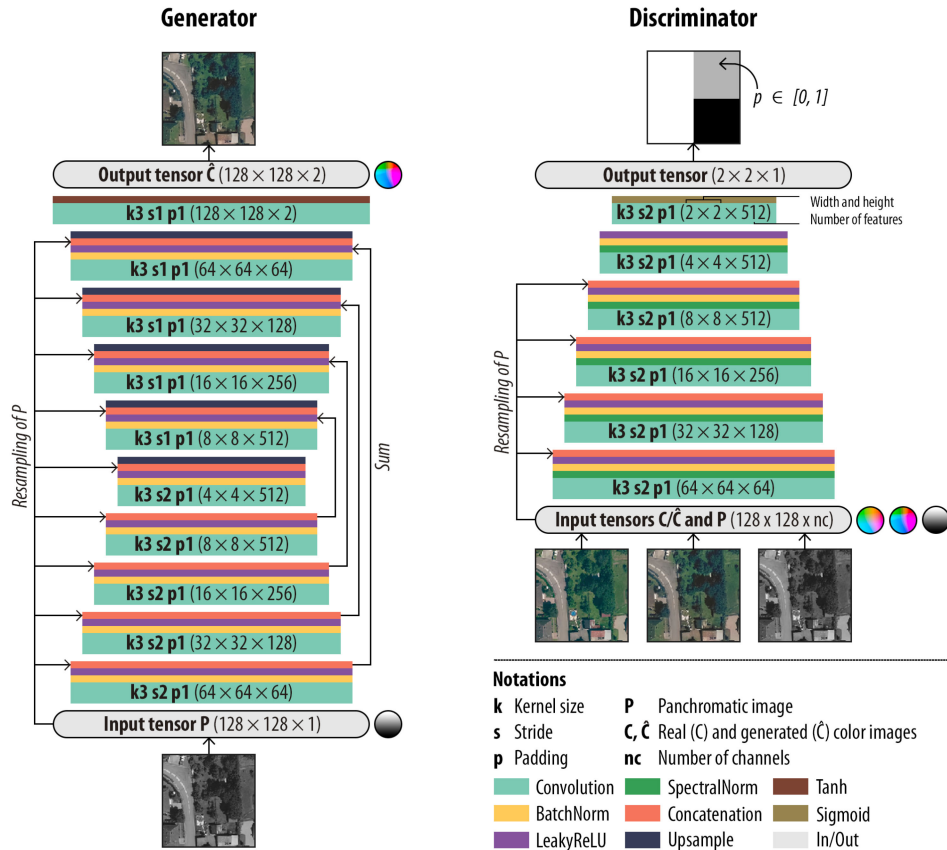 Generator
Output tensor Ĉ (128 × 128 × 2)
k3 s1 p1 (128 × 128 × 2)
k3 s1 p1 (64 × 64 × 64)
k3 s1 p1 (32 × 32 × 128)
k3 s1 p1 (16 × 16 × 256)
k3 s1 p1 (8 × 8 × 512)
k3 s2 p1 (4 × 4 × 512)
k3 s2 p1 (8 × 8 × 512)
k3 s2 p1 (16 × 16 × 256)
k3 s2 p1 (32 × 32 × 128)
k3 s2 p1 (64 × 64 × 64)
Input tensor P (128 × 128 × 1)
Resampling of P
Sum
Discriminator
p ∈ [0, 1]
Output tensor (2 × 2 × 1)
k3 s2 p1 (2 × 2 × 512)
Width and height
Number of features
k3 s2 p1 (4 × 4 × 512)
k3 s2 p1 (8 × 8 × 512)
k3 s2 p1 (16 × 16 × 256)
k3 s2 p1 (32 × 32 × 128)
k3 s2 p1 (64 × 64 × 64)
Resampling of P
Input tensors C/Ĉ and P (128 x 128 x nc)
Notations
k Kernel size
s Stride
p Padding
P Panchromatic image
C, Ĉ Real (C) and generated (Ĉ) color images
nc Number of channels
Convolution
BatchNorm
LeakyReLU
SpectralNorm
Concatenation
Upsample
Tanh
Sigmoid
In/Out